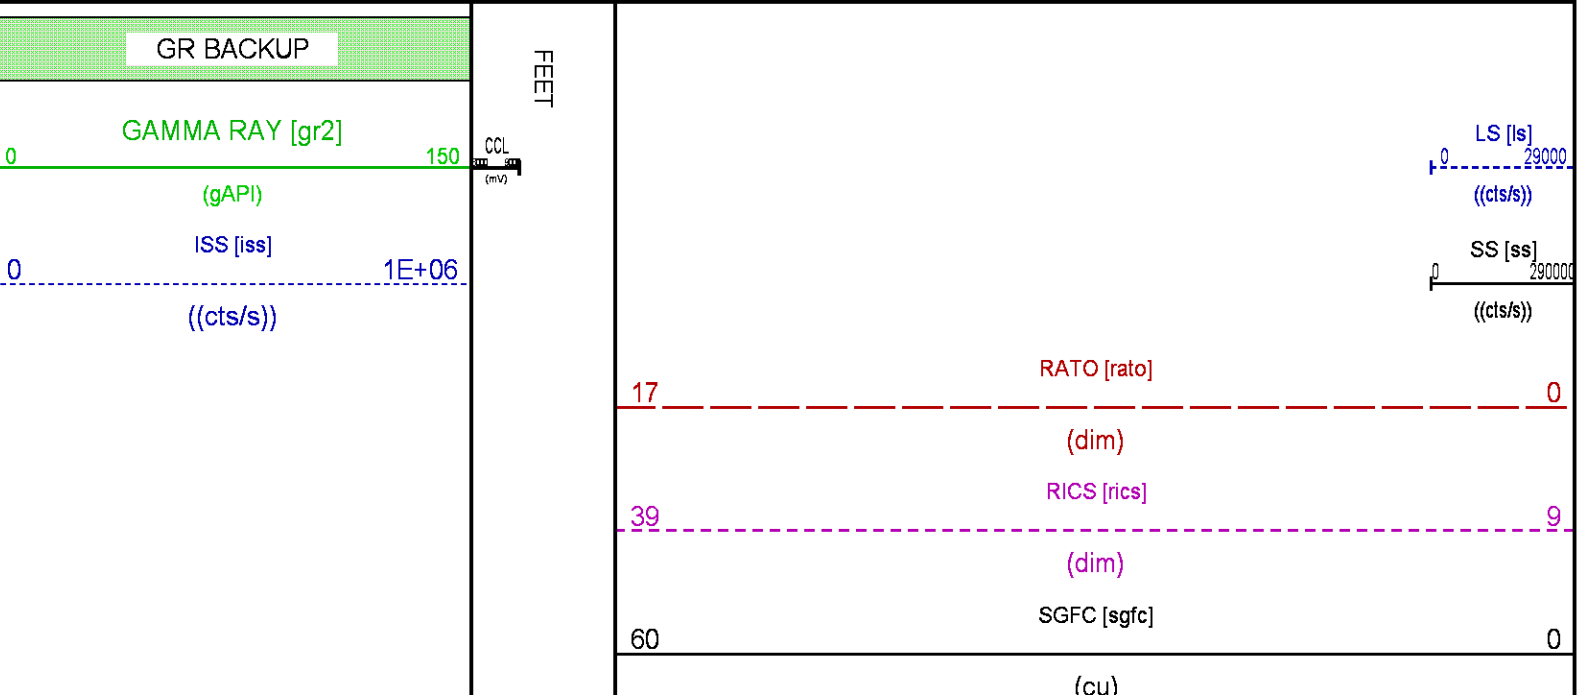 GR BACKUP
GAMMA RAY [gr2]
0 150
(gAPI)
ISS [iss]
0 1E+06
((cts/s))
FEET
CCL
(mV)
LS [ls]
0 29000
((cts/s))
SS [ss]
0 290000
((cts/s))
RATO [rato]
17 0
(dim)
RICS [rics]
39 9
(dim)
SGFC [sgfc]
60 0
(cu)